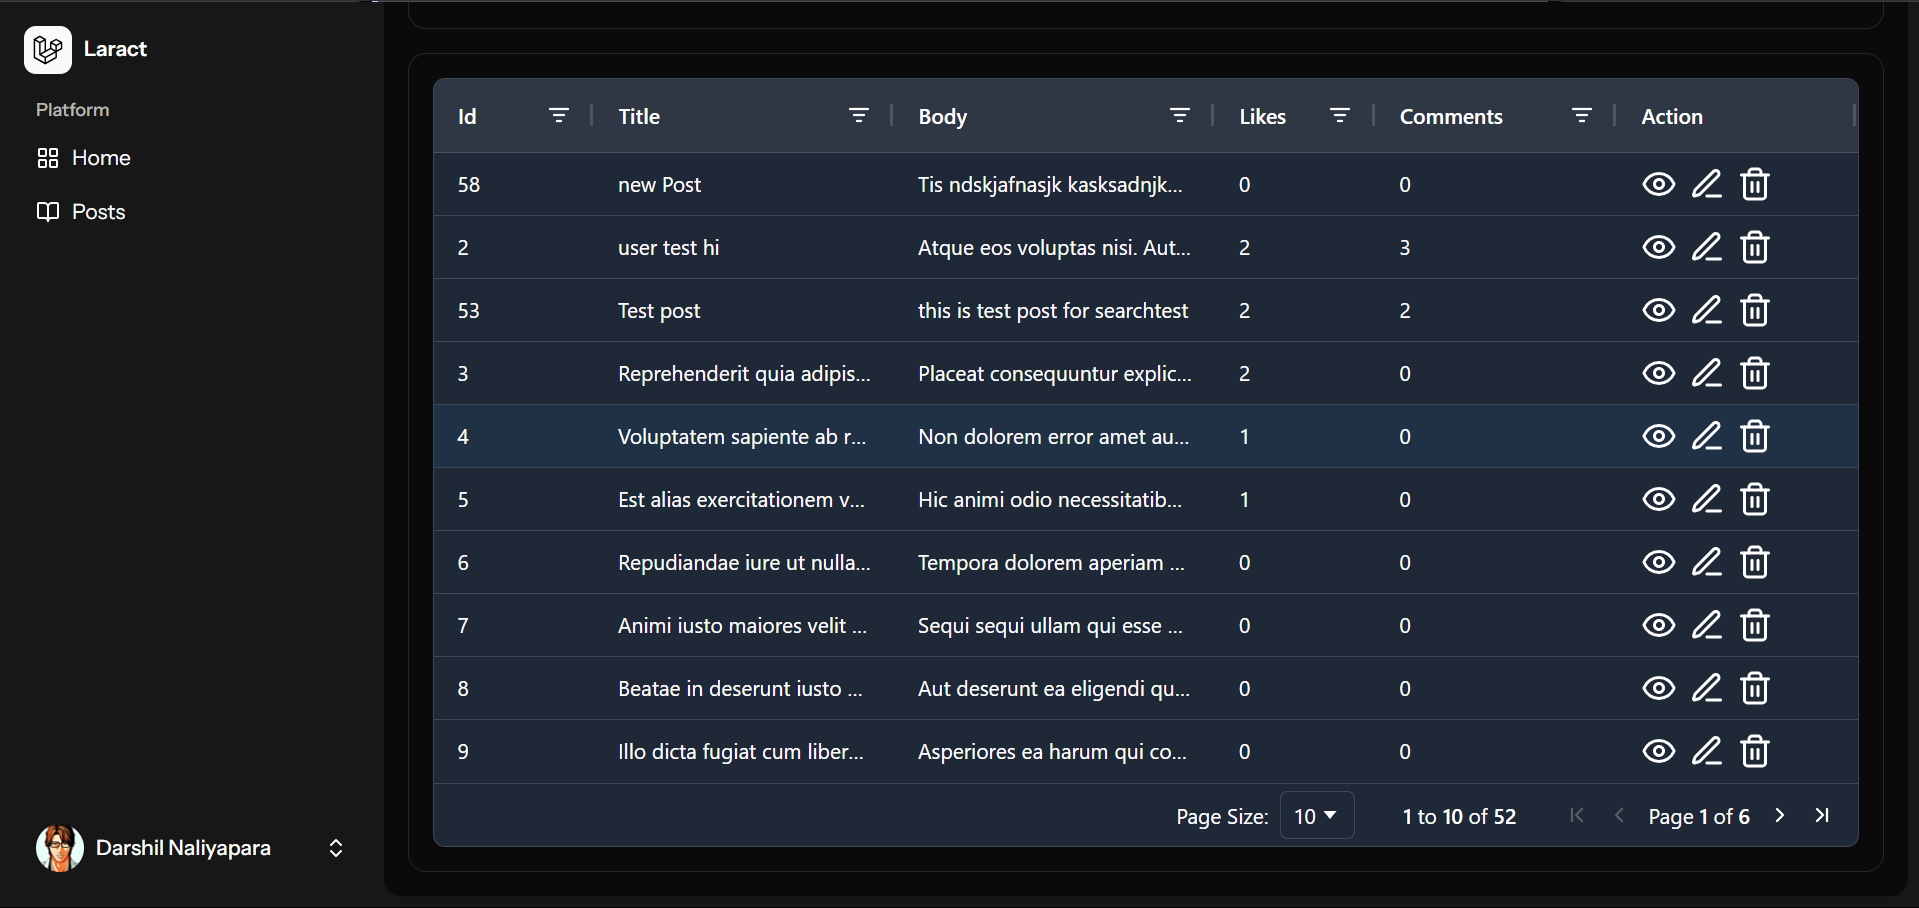 Laract
Platform
Home
Posts
Darshil Naliyapara
Id Title Body Likes Comments Action
58 new Post Tis ndskjafnasjk kasksadnjk... 0 0
2 user test hi Atque eos voluptas nisi. Aut... 2 3
53 Test post this is test post for searchtest 2 2
3 Reprehenderit quia adipis... Placeat consequuntur explic... 2 0
4 Voluptatem sapiente ab r... Non dolorem error amet au... 1 0
5 Est alias exercitationem v... Hic animi odio necessitatib... 1 0
6 Repudiandae iure ut nulla... Tempora dolorem aperiam ... 0 0
7 Animi iusto maiores velit ... Sequi sequi ullam qui esse ... 0 0
8 Beatae in deserunt iusto ... Aut deserunt ea eligendi qu... 0 0
9 Illo dicta fugiat cum liber... Asperiores ea harum qui co... 0 0
Page Size: 10 1 to 10 of 52 Page 1 of 6